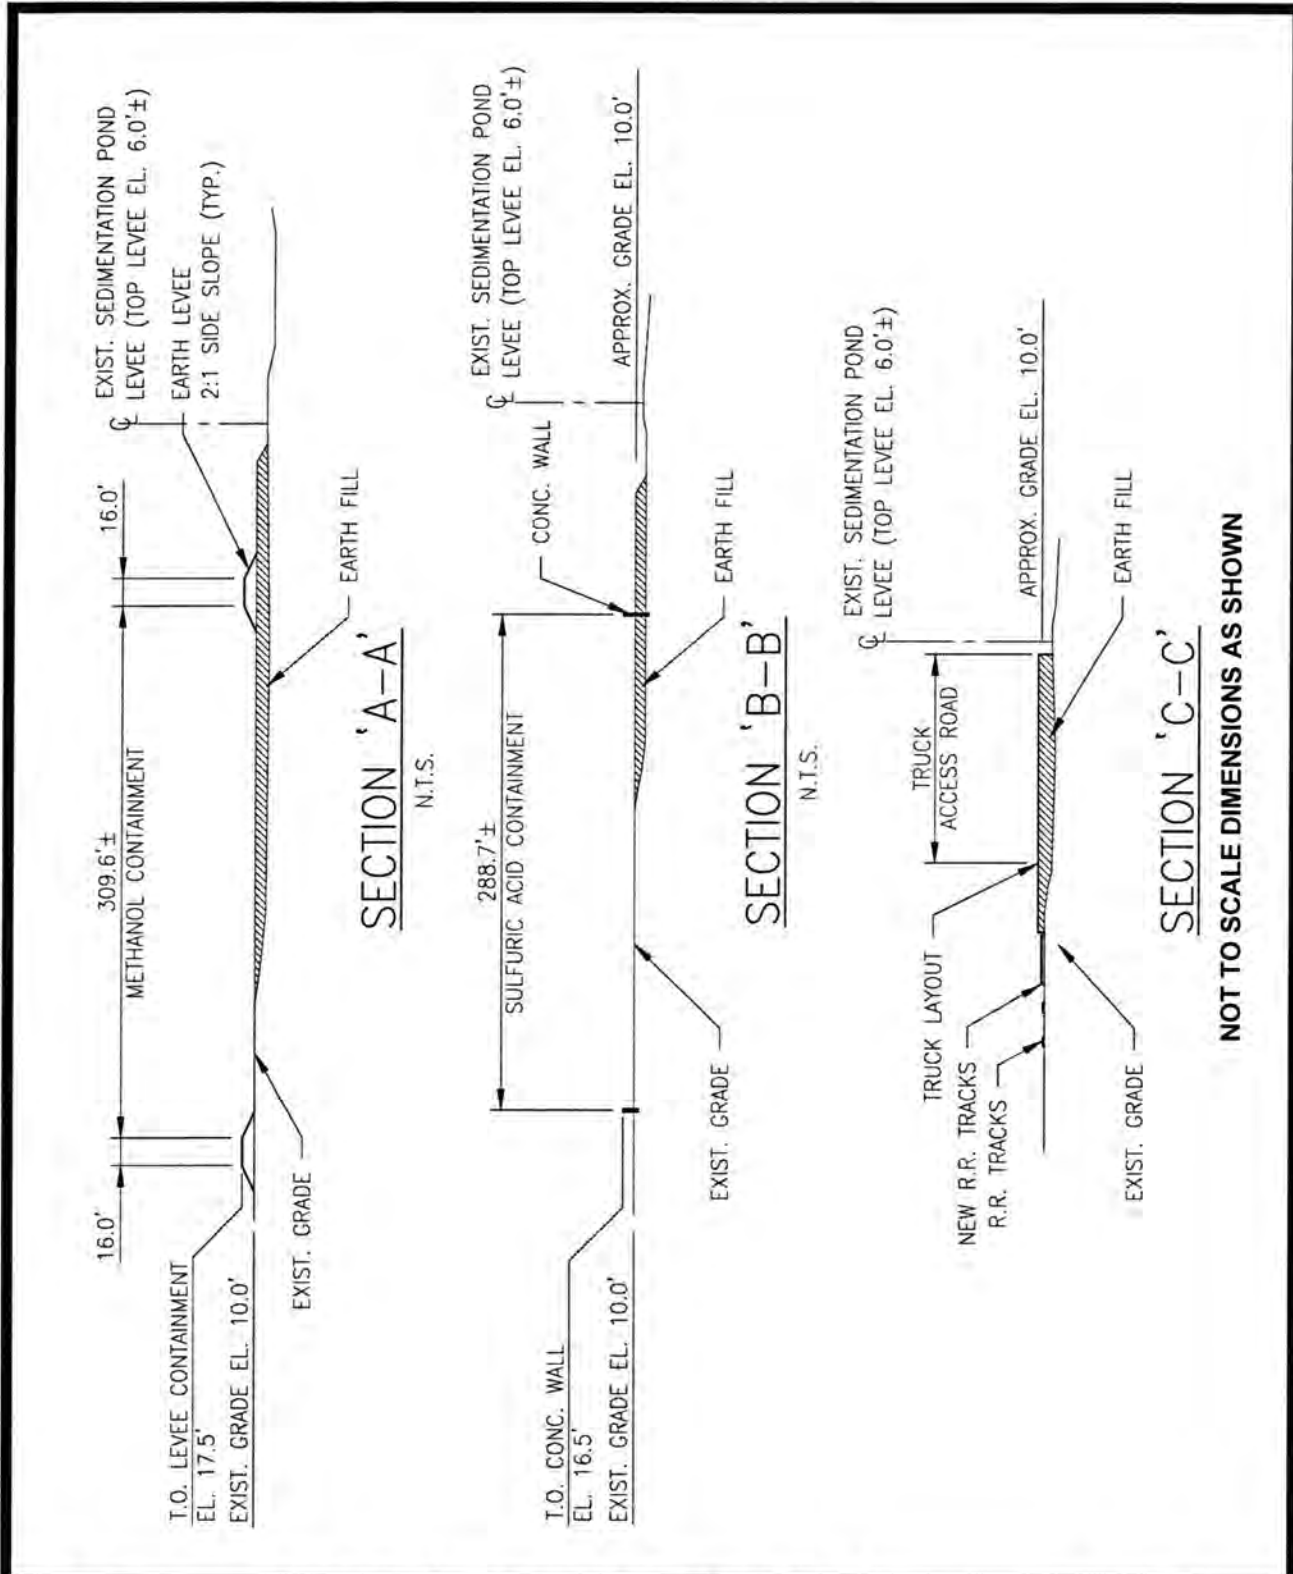 16.0'
309.6'±
METHANOL CONTAINMENT
16.0'
EXIST. SEDIMENTATION POND
℄ LEVEE (TOP LEVEE EL. 6.0'±)
EARTH LEVEE
2:1 SIDE SLOPE (TYP.)
T.O. LEVEE CONTAINMENT
EL. 17.5'
EXIST. GRADE EL. 10.0'
EXIST. GRADE
EARTH FILL
SECTION 'A-A'
N.T.S.
EXIST. SEDIMENTATION POND
℄ LEVEE (TOP LEVEE EL. 6.0'±)
288.7'±
SULFURIC ACID CONTAINMENT
CONC. WALL
APPROX. GRADE EL. 10.0'
T.O. CONC. WALL
EL. 16.5'
EXIST. GRADE EL. 10.0'
EXIST. GRADE
EARTH FILL
SECTION 'B-B'
N.T.S.
EXIST. SEDIMENTATION POND
℄ LEVEE (TOP LEVEE EL. 6.0'±)
TRUCK
ACCESS ROAD
TRUCK LAYOUT
NEW R.R. TRACKS
R.R. TRACKS
APPROX. GRADE EL. 10.0'
EXIST. GRADE
EARTH FILL
SECTION 'C-C'
NOT TO SCALE DIMENSIONS AS SHOWN